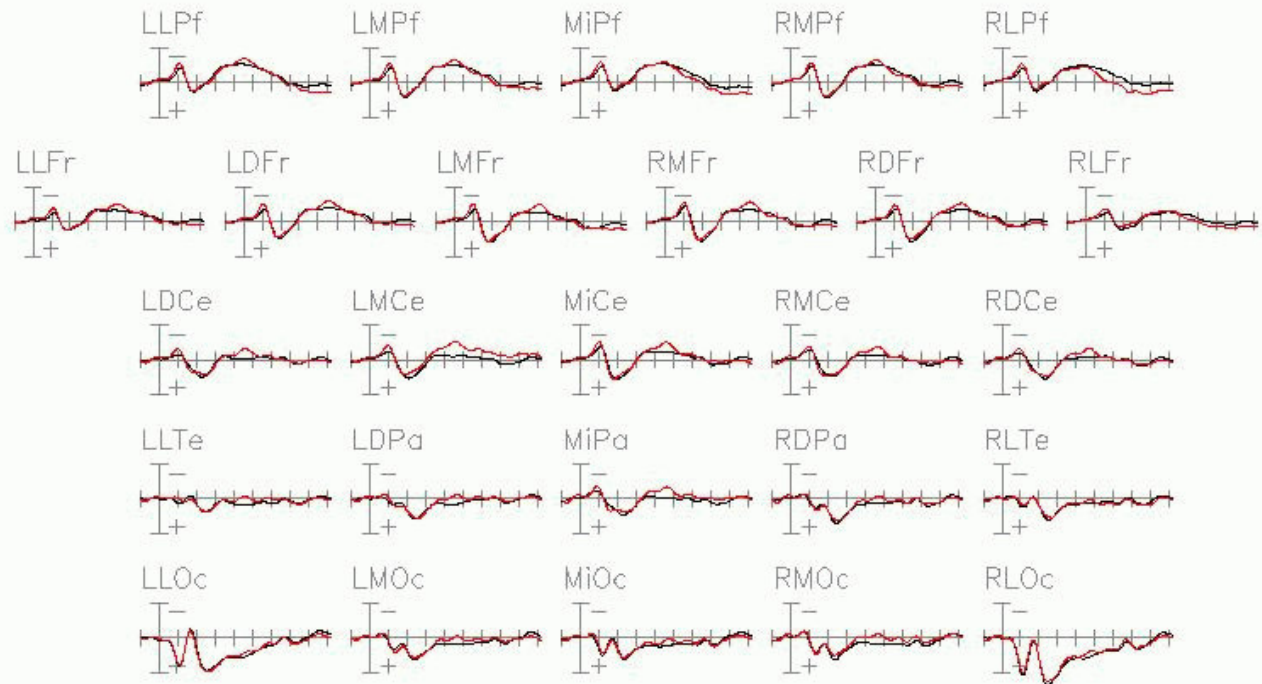 LLPf LMPf MiPf RMPf RLPf
− − − − −
+ + + + +
LLFr LDFr LMFr RMFr RDFr RLFr
− − − − − −
+ + + + + +
LDCe LMCe MiCe RMCe RDCe
− − − − −
+ + + + +
LLTe LDPa MiPa RDPa RLTe
− − − − −
+ + + + +
LLOc LMOc MiOc RMOc RLOc
− − − − −
+ + + + +